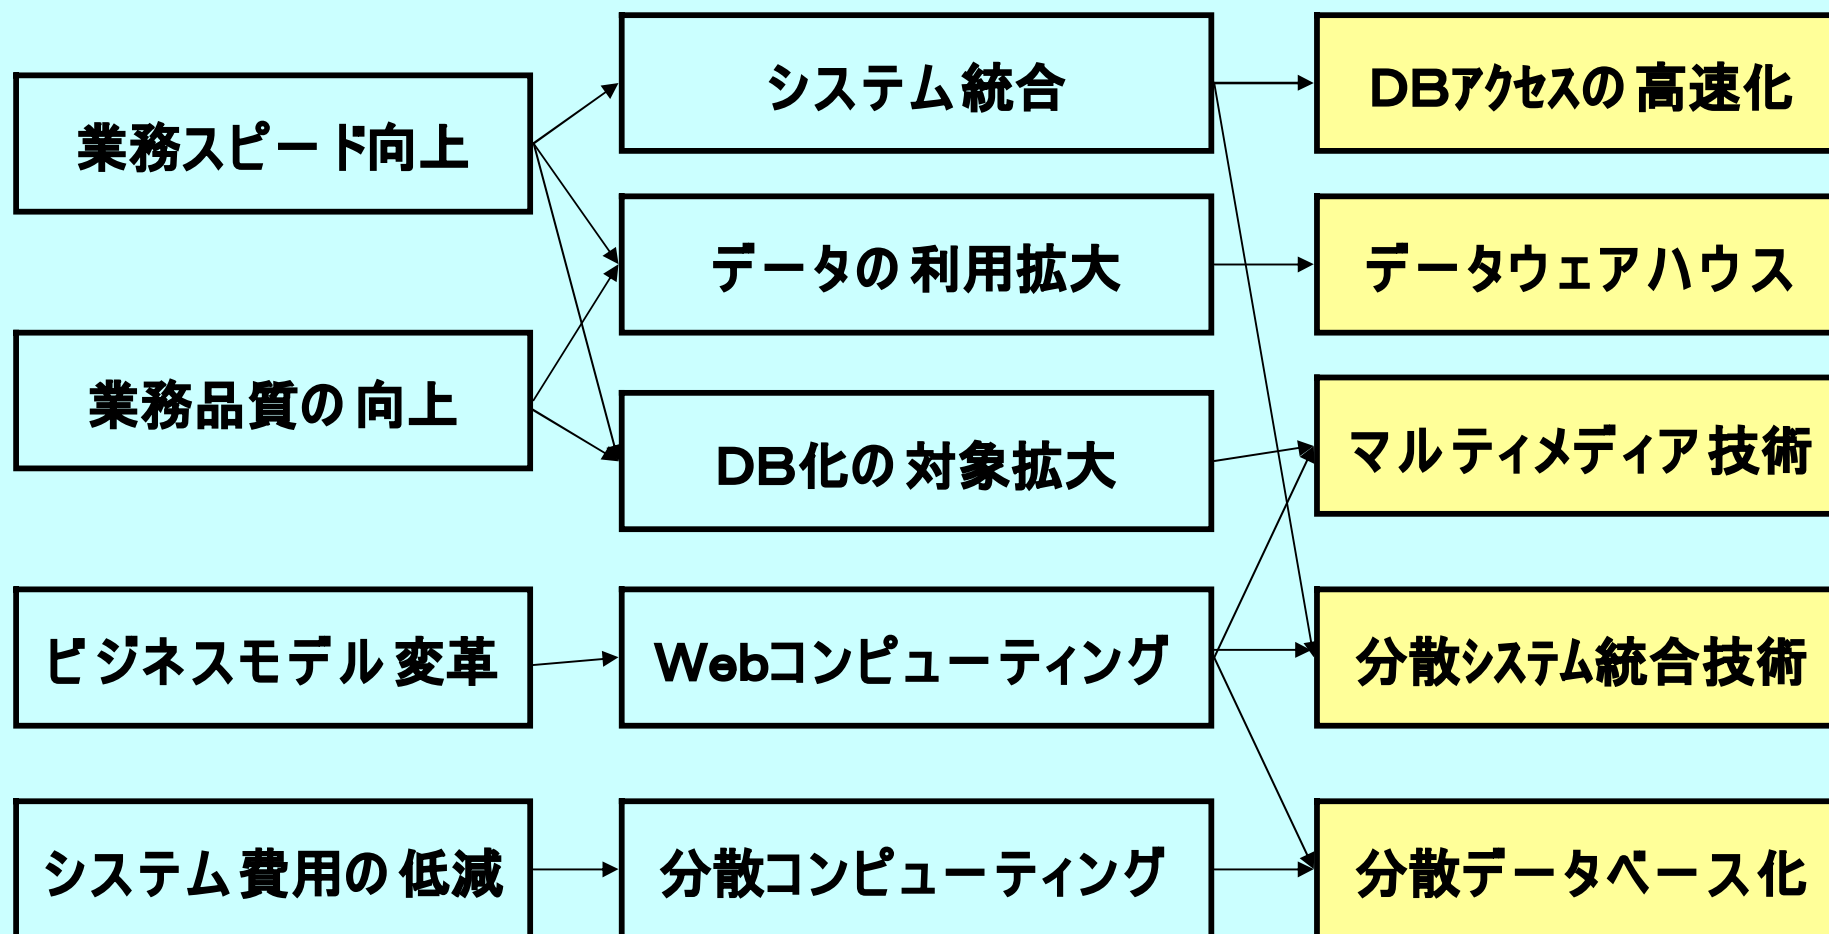 業務スピード向上
業務品質の向上
ビジネスモデル変革
システム費用の低減
システム統合
データの利用拡大
DB化の対象拡大
Webコンピューティング
分散コンピューティング
DBアクセスの高速化
データウェアハウス
マルティメディア技術
分散システム統合技術
分散データベース化